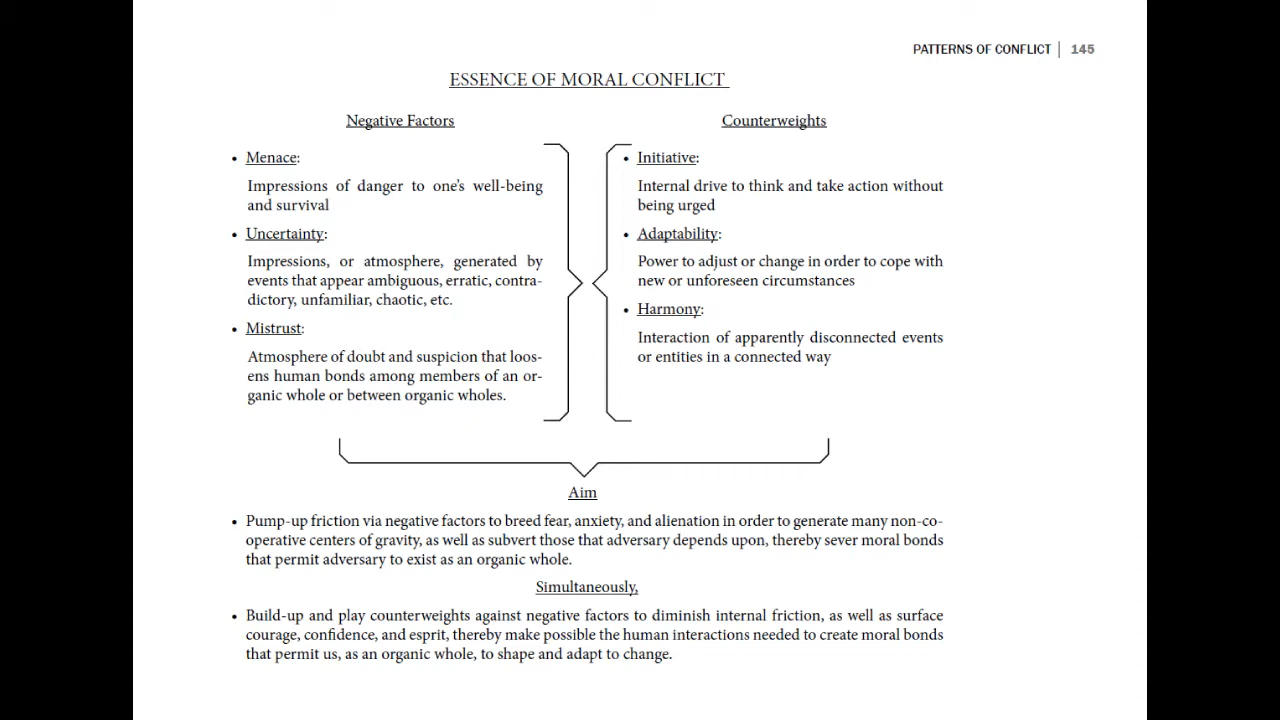 PATTERNS OF CONFLICT | 145
ESSENCE OF MORAL CONFLICT
Negative Factors
• Menace:
Impressions of danger to one's well-being
and survival
• Uncertainty:
Impressions, or atmosphere, generated by
events that appear ambiguous, erratic, contra-
dictory, unfamiliar, chaotic, etc.
• Mistrust:
Atmosphere of doubt and suspicion that loos-
ens human bonds among members of an or-
ganic whole or between organic wholes.
Counterweights
• Initiative:
Internal drive to think and take action without
being urged
• Adaptability:
Power to adjust or change in order to cope with
new or unforeseen circumstances
• Harmony:
Interaction of apparently disconnected events
or entities in a connected way
Aim
• Pump-up friction via negative factors to breed fear, anxiety, and alienation in order to generate many non-co-
operative centers of gravity, as well as subvert those that adversary depends upon, thereby sever moral bonds
that permit adversary to exist as an organic whole.
Simultaneously,
• Build-up and play counterweights against negative factors to diminish internal friction, as well as surface
courage, confidence, and esprit, thereby make possible the human interactions needed to create moral bonds
that permit us, as an organic whole, to shape and adapt to change.